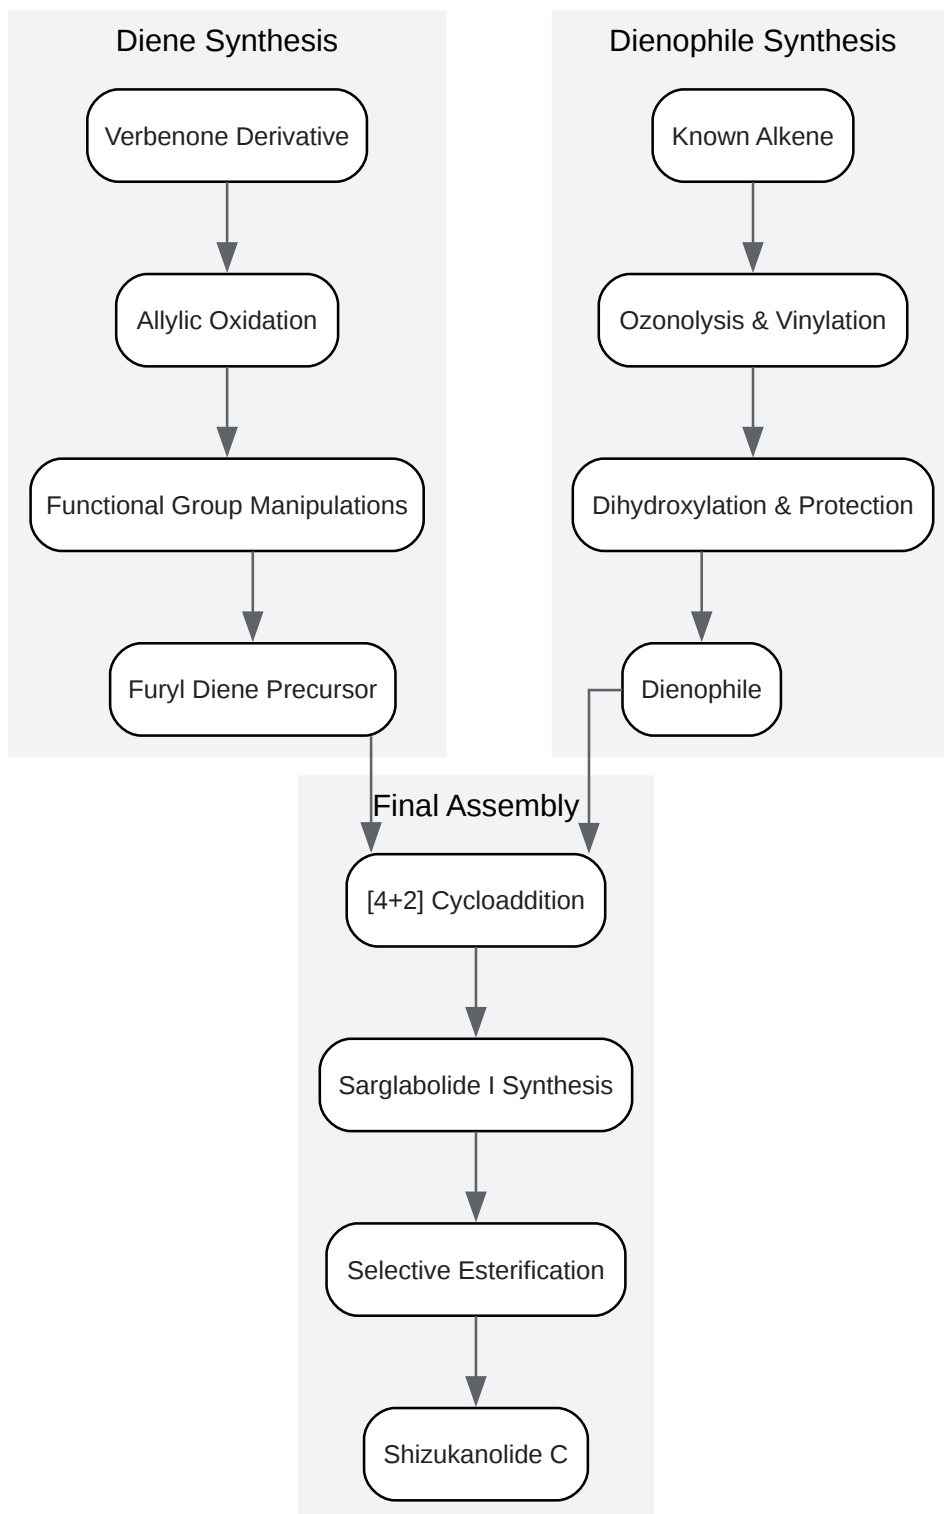 Diene Synthesis
Verbenone Derivative
Allylic Oxidation
Functional Group Manipulations
Furyl Diene Precursor
Dienophile Synthesis
Known Alkene
Ozonolysis & Vinylation
Dihydroxylation & Protection
Dienophile
Final Assembly
[4+2] Cycloaddition
Sarglabolide I Synthesis
Selective Esterification
Shizukanolide C